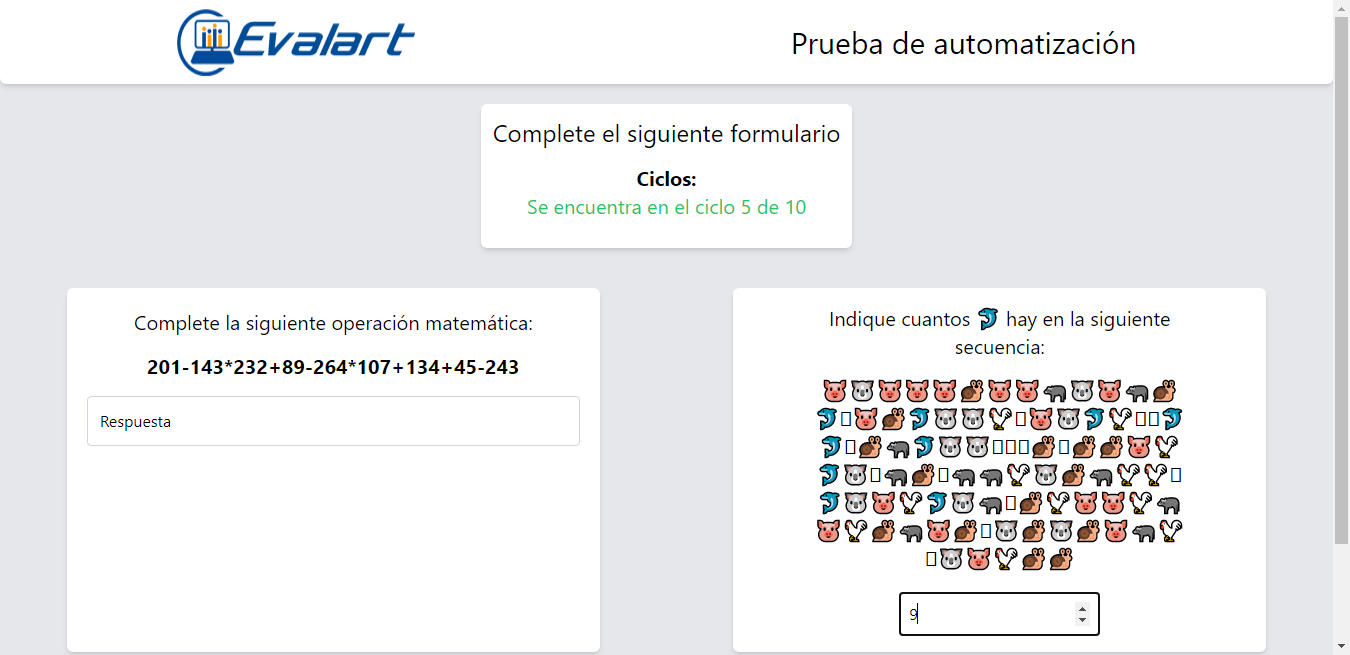 Evalart
Prueba de automatización
Complete el siguiente formulario
Ciclos:
Se encuentra en el ciclo 5 de 10
Complete la siguiente operación matemática:
201-143*232+89-264*107+134+45-243
Respuesta
Indique cuantos 🐬 hay en la siguiente
secuencia:
9